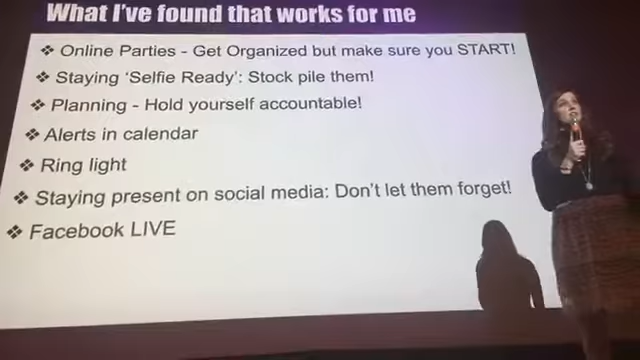 What I've found that works for me
❖ Online Parties - Get Organized but make sure you START!
❖ Staying 'Selfie Ready': Stock pile them!
❖ Planning - Hold yourself accountable!
❖ Alerts in calendar
❖ Ring light
❖ Staying present on social media: Don't let them forget!
❖ Facebook LIVE